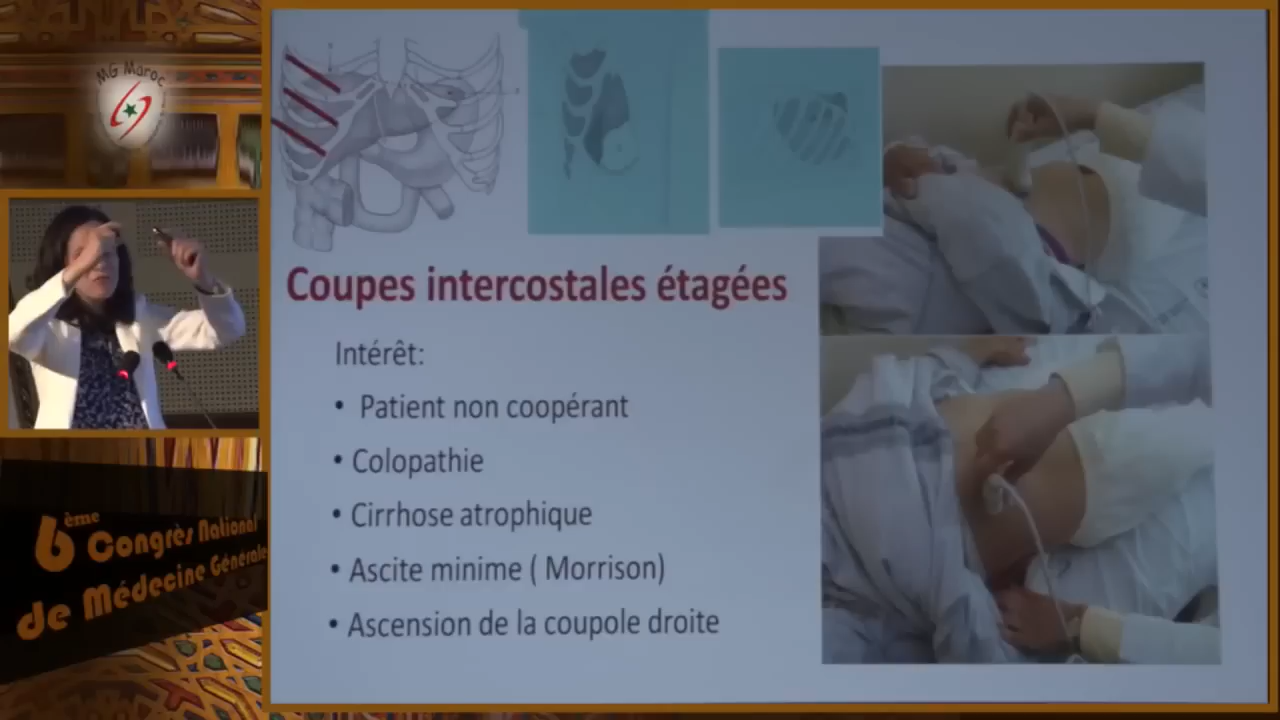 MG Maroc
Coupes intercostales étagées
Intérêt:
• Patient non coopérant
• Colopathie
• Cirrhose atrophique
• Ascite minime ( Morrison)
• Ascension de la coupole droite
6ème Congrès National
de Médecine Générale